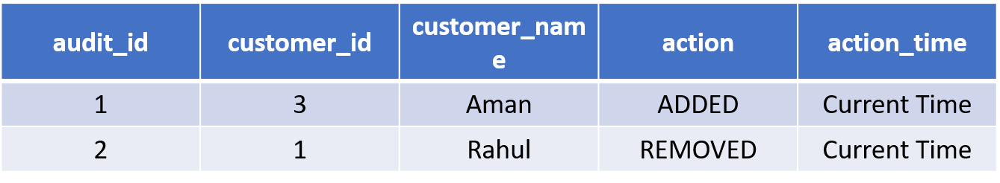 audit_id customer_id customer_nam
e action action_time
1 3 Aman ADDED Current Time
2 1 Rahul REMOVED Current Time